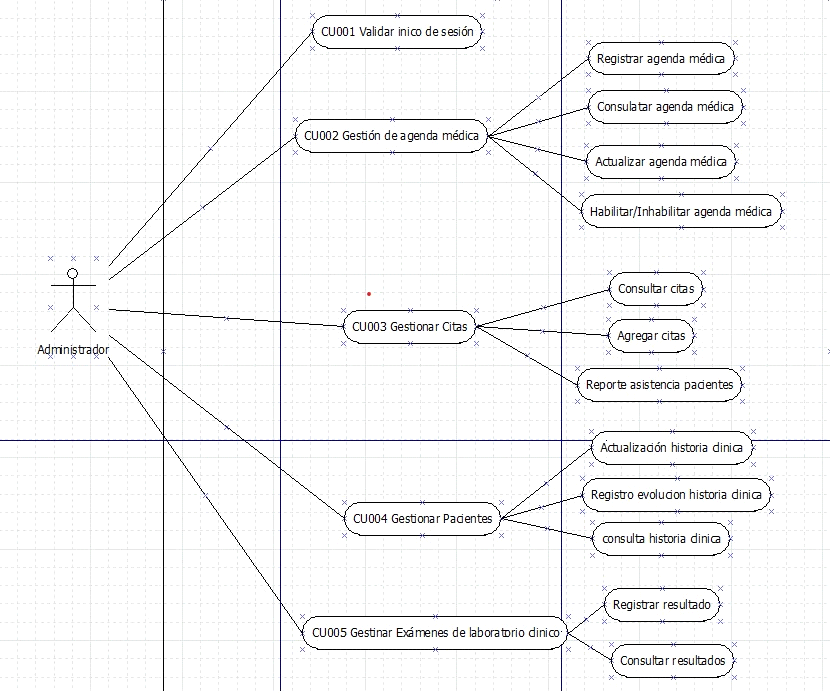 CU001 Validar inico de sesión
CU002 Gestión de agenda médica
Registrar agenda médica
Consulatar agenda médica
Actualizar agenda médica
Habilitar/Inhabilitar agenda médica
Administrador
CU003 Gestionar Citas
Consultar citas
Agregar citas
Reporte asistencia pacientes
CU004 Gestionar Pacientes
Actualización historia clinica
Registro evolucion historia clinica
consulta historia clinica
CU005 Gestinar Exámenes de laboratorio clinico
Registrar resultado
Consultar resultados